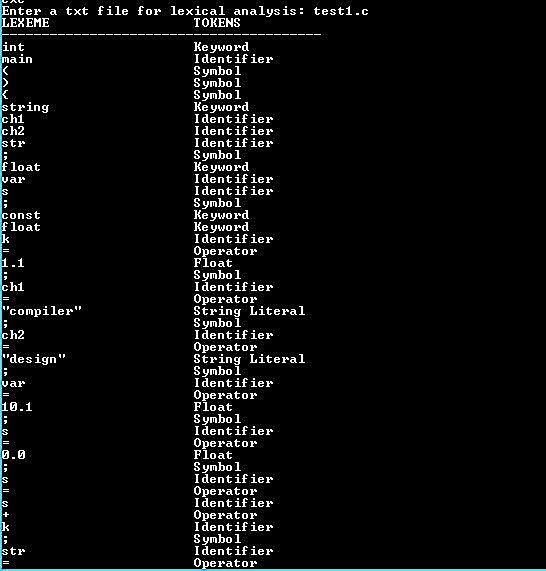 exe
Enter a txt file for lexical analysis: test1.c
LEXEME TOKENS
----------------------------------------
int Keyword
main Identifier
( Symbol
) Symbol
{ Symbol
string Keyword
ch1 Identifier
ch2 Identifier
str Identifier
; Symbol
float Keyword
var Identifier
s Identifier
; Symbol
const Keyword
float Keyword
k Identifier
= Operator
1.1 Float
; Symbol
ch1 Identifier
= Operator
"compiler" String Literal
; Symbol
ch2 Identifier
= Operator
"design" String Literal
; Symbol
var Identifier
= Operator
10.1 Float
; Symbol
s Identifier
= Operator
0.0 Float
; Symbol
s Identifier
= Operator
s Identifier
+ Operator
k Identifier
; Symbol
str Identifier
= Operator